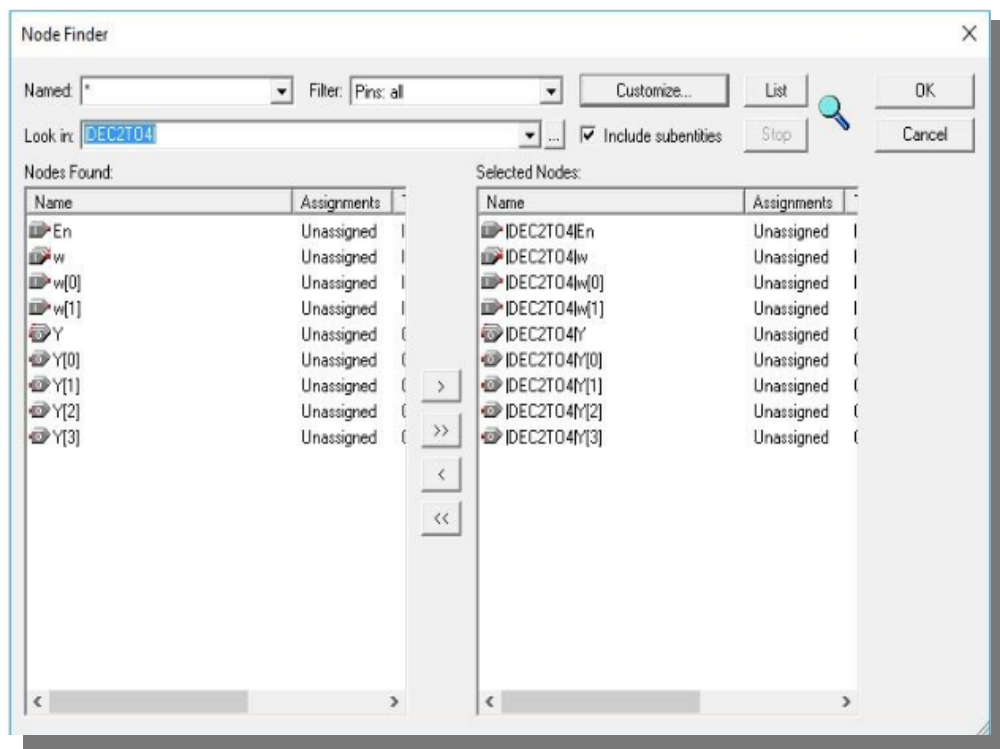 Node Finder
Named: * Filter: Pins: all Customize... List OK
Look in: |DEC2TO4| ... Include subentities Stop Cancel
Nodes Found: Selected Nodes:
Name Assignments Name Assignments
En Unassigned |DEC2TO4|En Unassigned
w Unassigned |DEC2TO4|w Unassigned
w[0] Unassigned |DEC2TO4|w[0] Unassigned
w[1] Unassigned |DEC2TO4|w[1] Unassigned
Y Unassigned |DEC2TO4|Y Unassigned
Y[0] Unassigned |DEC2TO4|Y[0] Unassigned
Y[1] Unassigned |DEC2TO4|Y[1] Unassigned
Y[2] Unassigned |DEC2TO4|Y[2] Unassigned
Y[3] Unassigned |DEC2TO4|Y[3] Unassigned
>
>>
<
<<